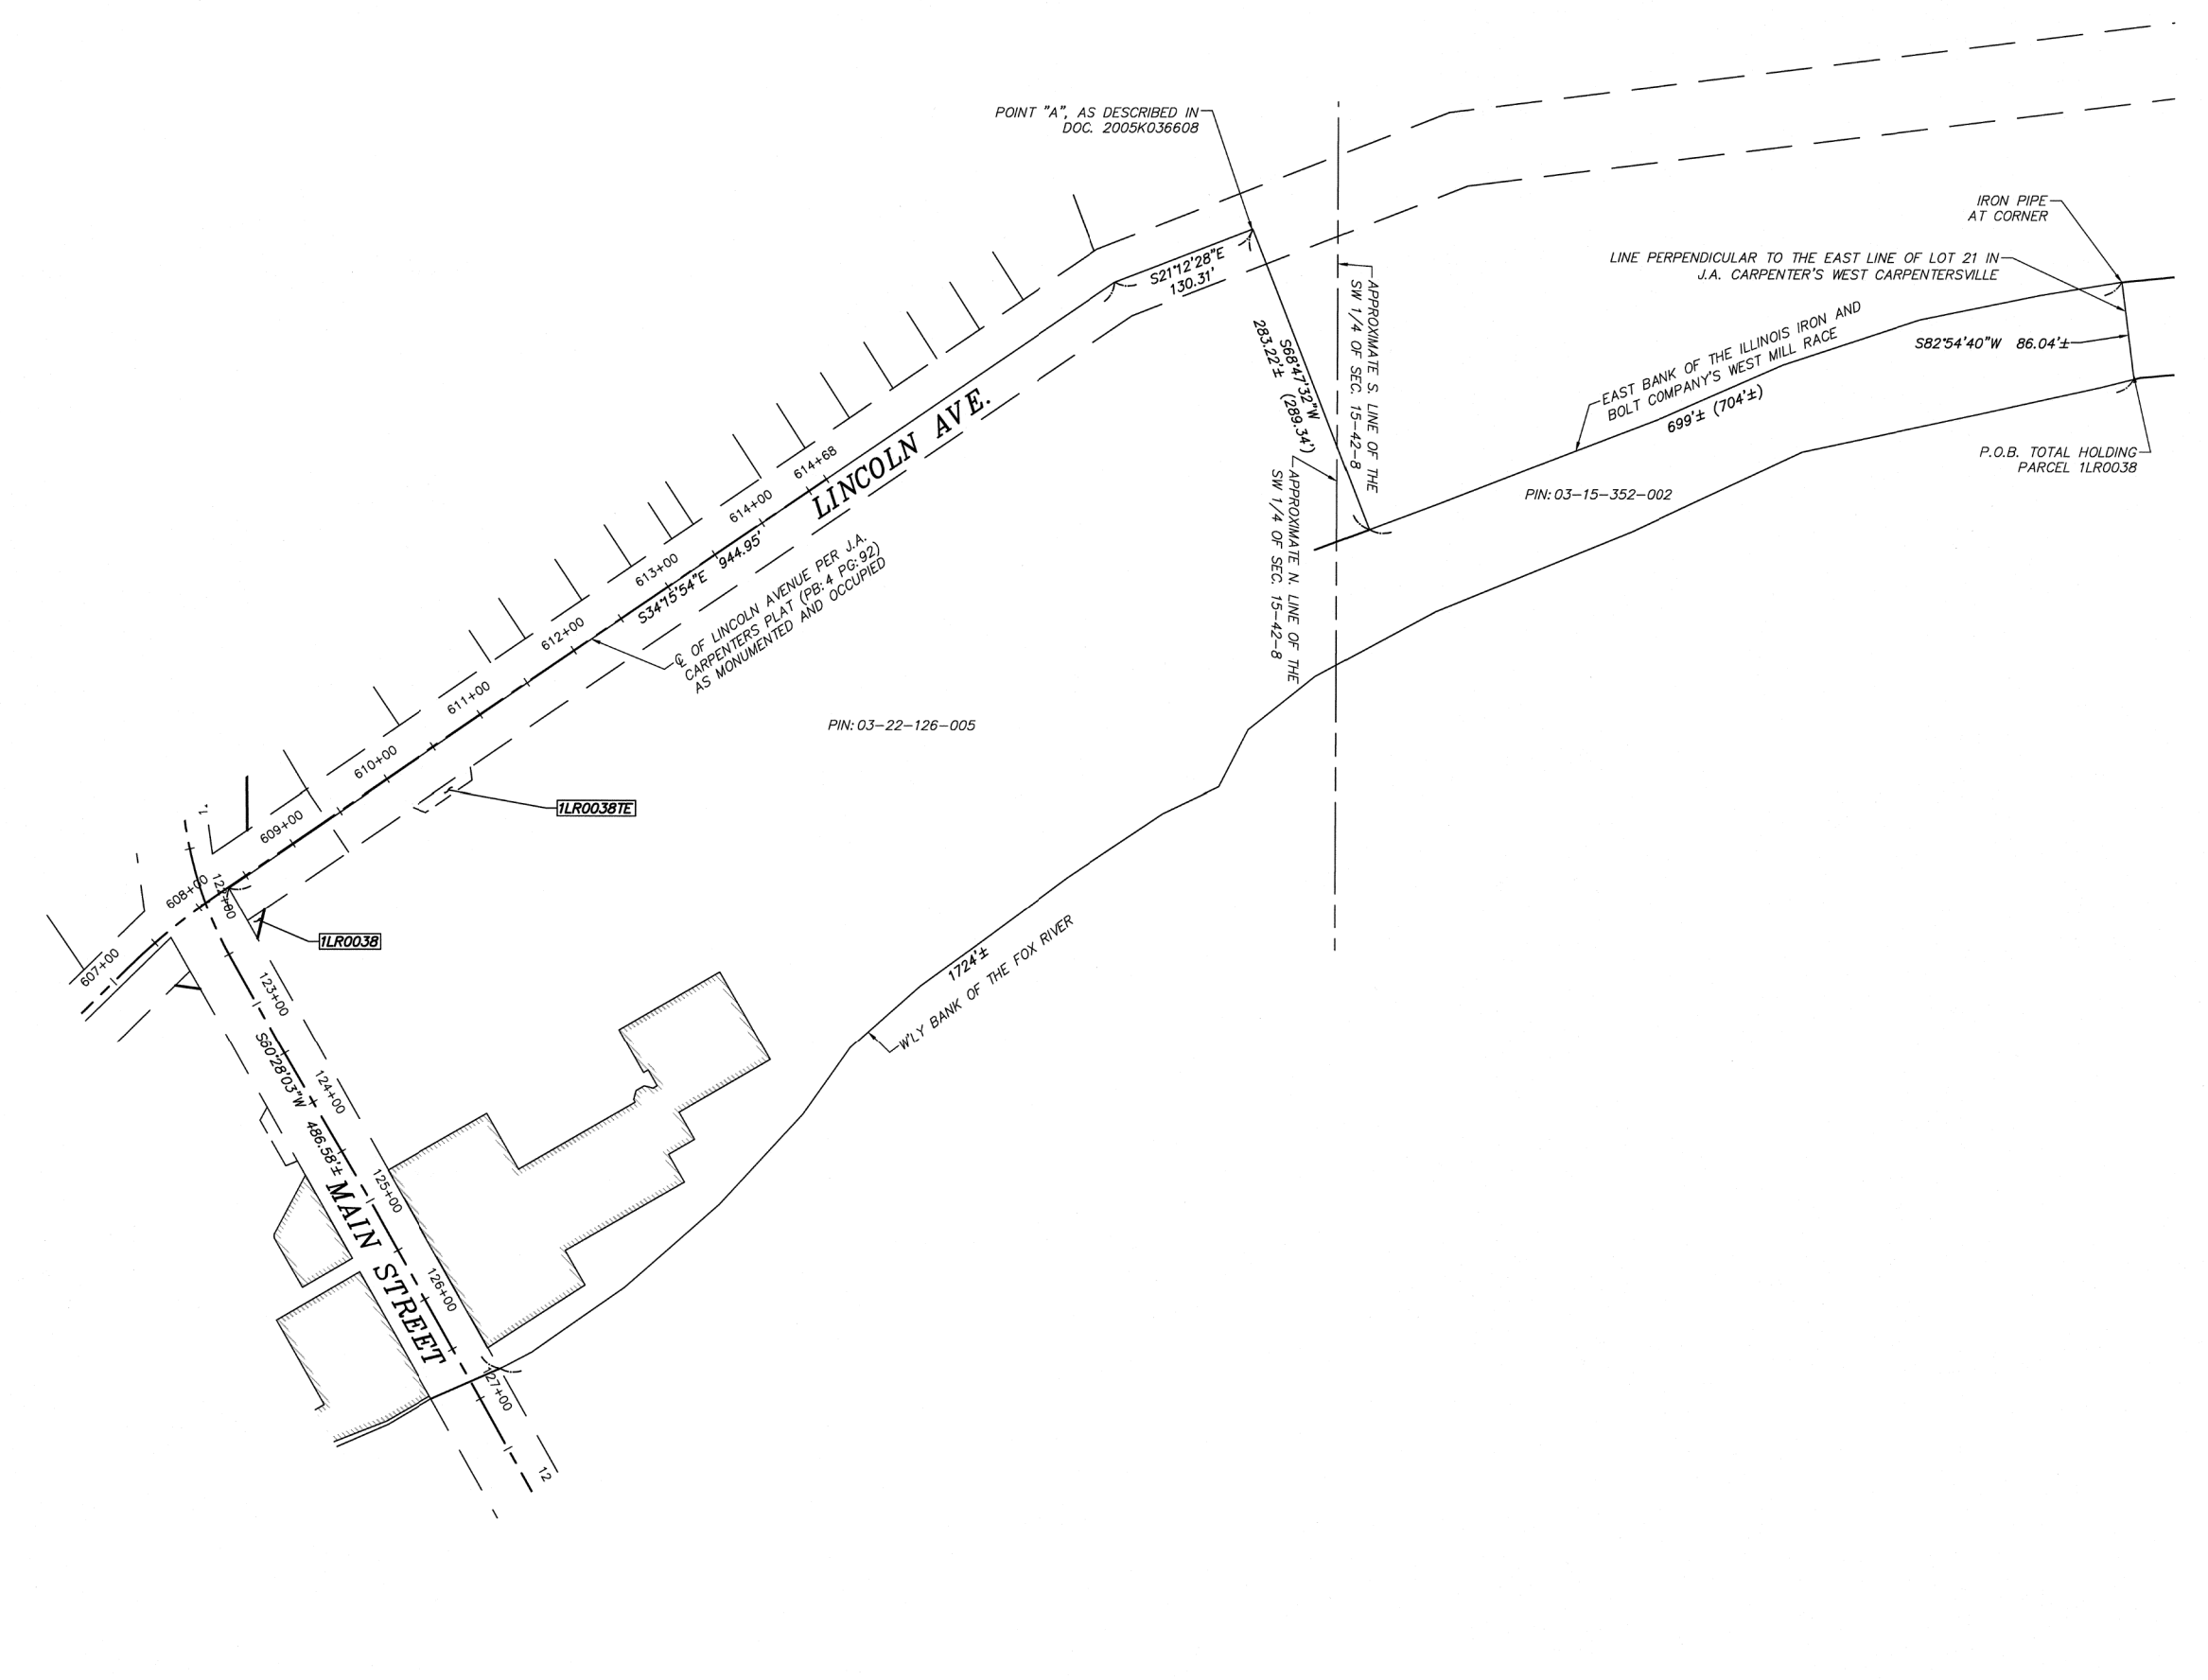 POINT "A", AS DESCRIBED IN
DOC. 2005K036608
IRON PIPE
AT CORNER
LINE PERPENDICULAR TO THE EAST LINE OF LOT 21 IN
J.A. CARPENTER'S WEST CARPENTERSVILLE
S21°12'28"E
130.31'
APPROXIMATE S. LINE OF THE
SW 1/4 OF SEC. 15-42-8
S68°47'32"W
283.22'± (289.34')
EAST BANK OF THE ILLINOIS IRON AND
BOLT COMPANY'S WEST MILL RACE
699'± (704'±)
S82°54'40"W 86.04'±
P.O.B. TOTAL HOLDING
PARCEL 1LR0038
PIN: 03-15-352-002
APPROXIMATE N. LINE OF THE
SW 1/4 OF SEC. 15-42-8
LINCOLN AVE.
614+68
614+00
613+00
612+00
611+00
610+00
609+00
608+00
607+00
S34°15'54"E 944.95'
℄ OF LINCOLN AVENUE PER J.A.
CARPENTERS PLAT (PB: 4 PG: 92)
AS MONUMENTED AND OCCUPIED
PIN: 03-22-126-005
1LR0038TE
1LR0038
122+00
123+00
124+00
125+00
126+00
127+00
12
S60°28'03"W 486.58'±
MAIN STREET
1724'±
W'LY BANK OF THE FOX RIVER